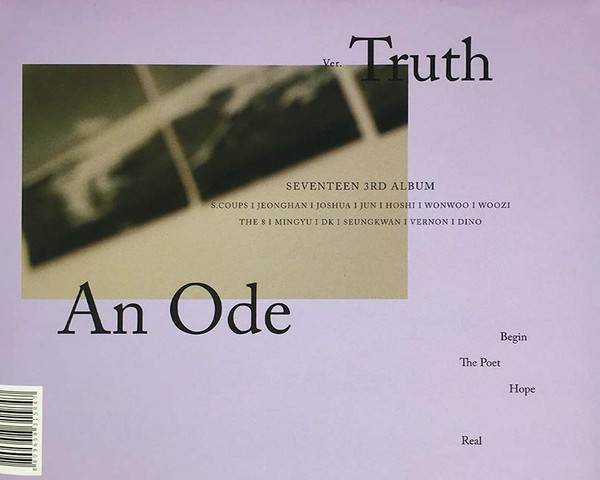 Ver. Truth
SEVENTEEN 3RD ALBUM
S.COUPS I JEONGHAN I JOSHUA I JUN I HOSHI I WONWOO I WOOZI
THE 8 I MINGYU I DK I SEUNGKWAN I VERNON I DINO
An Ode
Begin
The Poet
Hope
Real